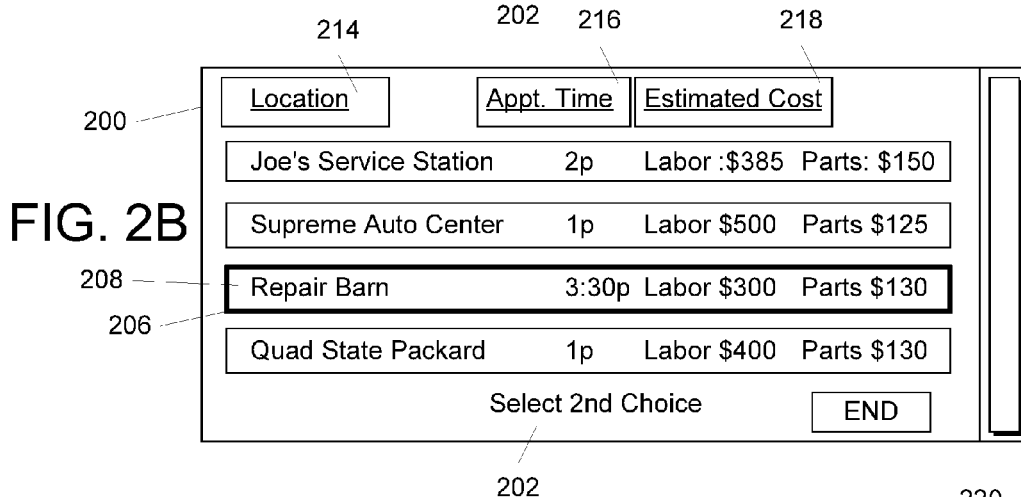 202
214 216 218
Location Appt. Time Estimated Cost
200
Joe's Service Station 2p Labor :$385 Parts: $150
FIG. 2B
Supreme Auto Center 1p Labor $500 Parts $125
208
Repair Barn 3:30p Labor $300 Parts $130
206
Quad State Packard 1p Labor $400 Parts $130
Select 2nd Choice END
202